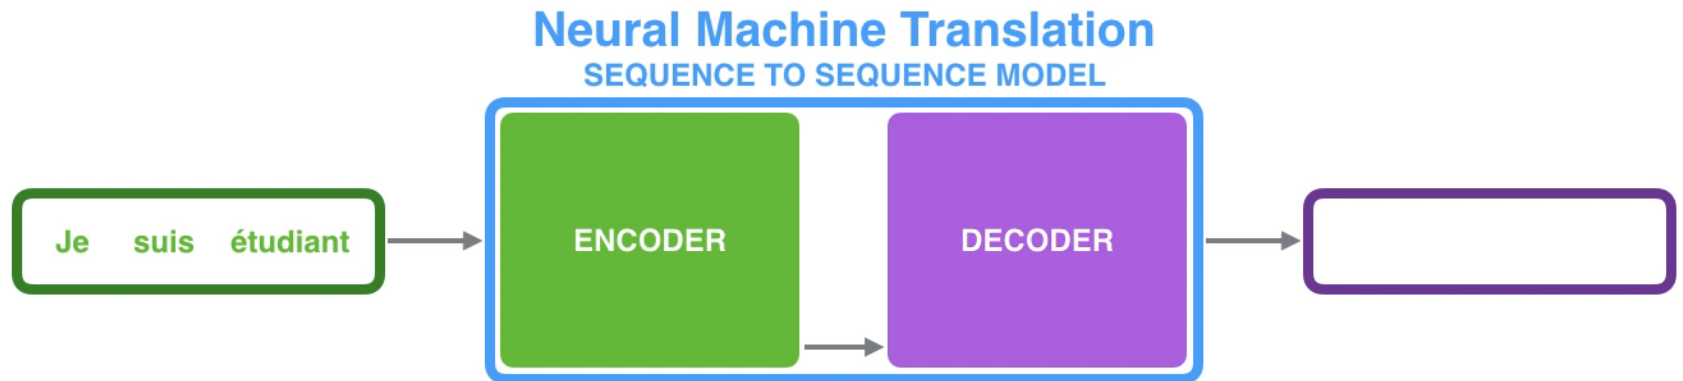 Neural Machine Translation
SEQUENCE TO SEQUENCE MODEL
Je suis étudiant
ENCODER
DECODER